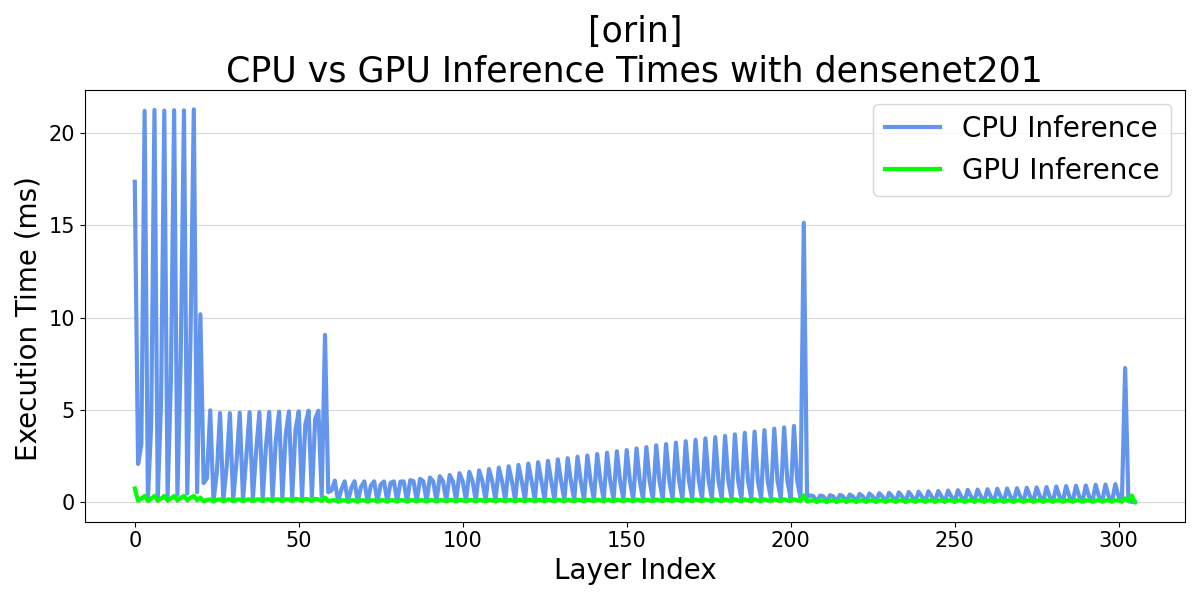 [orin]
CPU vs GPU Inference Times with densenet201
CPU Inference
GPU Inference
Execution Time (ms)
20
15
10
5
0
0 50 100 150 200 250 300
Layer Index